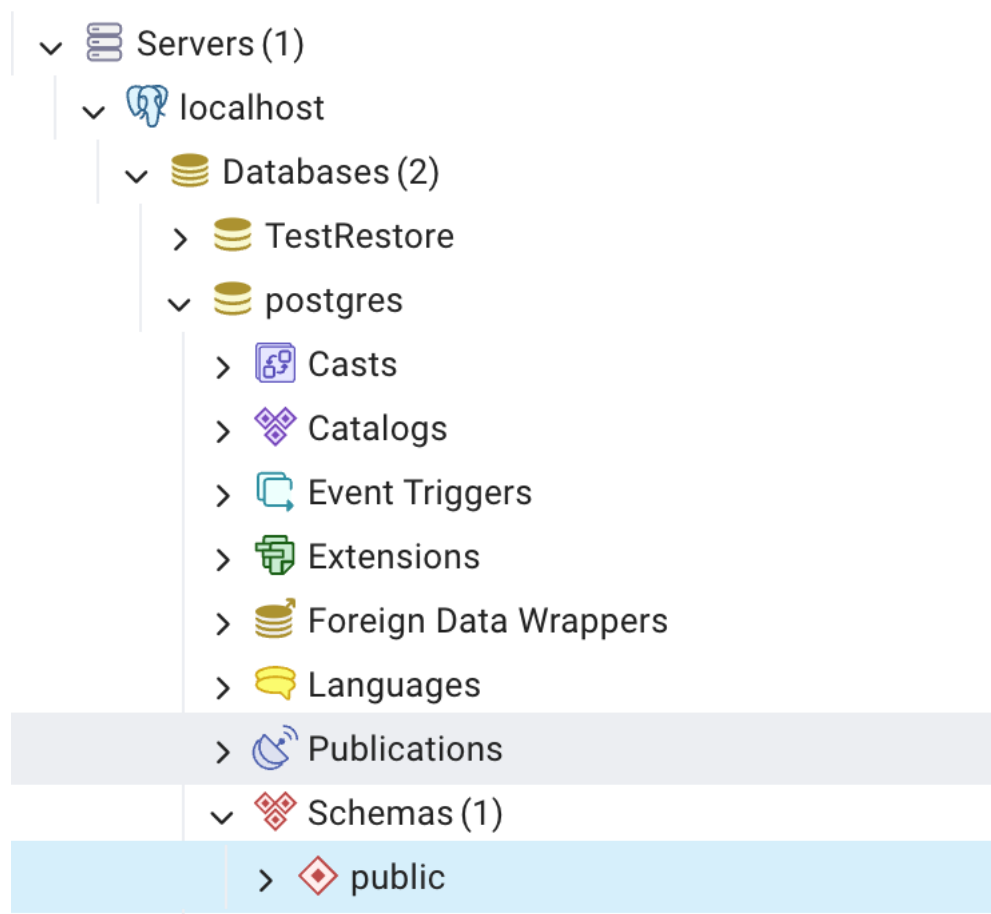 Servers (1)
localhost
Databases (2)
TestRestore
postgres
Casts
Catalogs
Event Triggers
Extensions
Foreign Data Wrappers
Languages
Publications
Schemas (1)
public